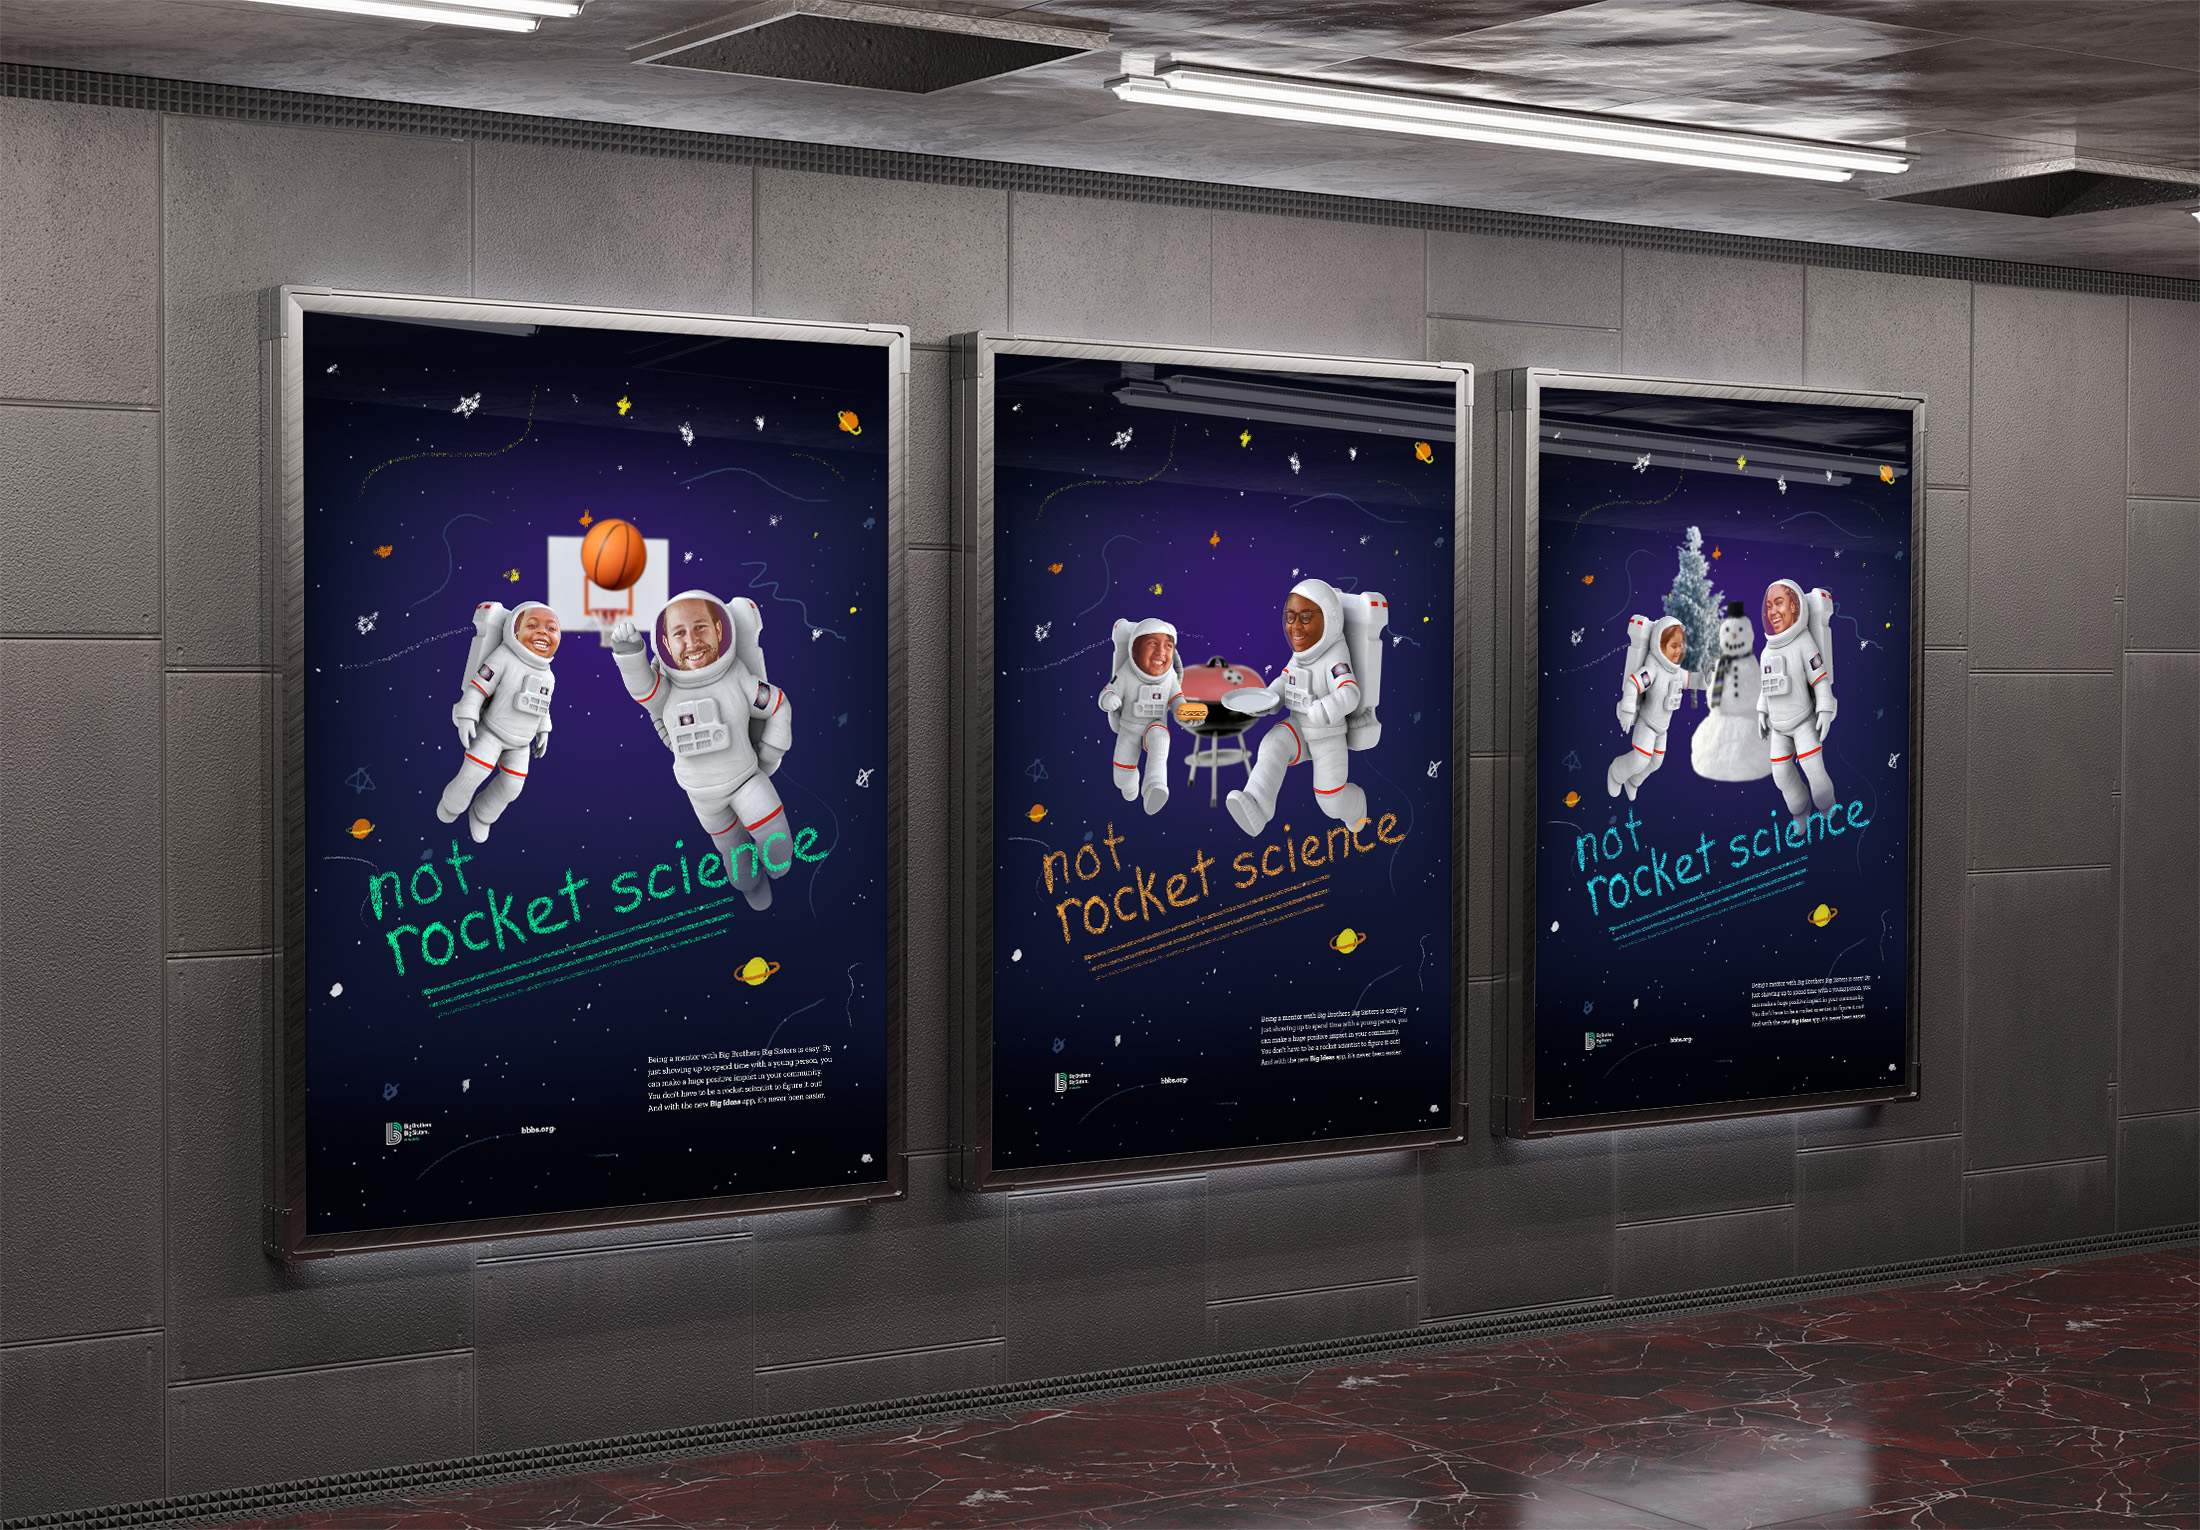 not
rocket science
Being a mentor with Big Brothers Big Sisters is easy! By
just showing up to spend time with a young person, you
can make a huge positive impact in your community.
You don't have to be a rocket scientist to figure it out!
And with the new Big Ideas app, it's never been easier.
Big Brothers
Big Sisters.
bbbs.org
not
rocket science
Being a mentor with Big Brothers Big Sisters is easy! By
just showing up to spend time with a young person, you
can make a huge positive impact in your community.
You don't have to be a rocket scientist to figure it out!
And with the new Big Ideas app, it's never been easier.
Big Brothers
Big Sisters.
bbbs.org
not
rocket science
Being a mentor with Big Brothers Big Sisters is easy! By
just showing up to spend time with a young person, you
can make a huge positive impact in your community.
You don't have to be a rocket scientist to figure it out!
And with the new Big Ideas app, it's never been easier.
Big Brothers
Big Sisters.
bbbs.org